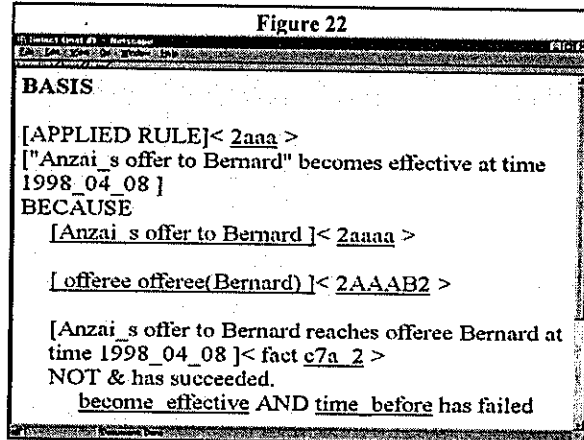 Figure 22
BASIS
[APPLIED RULE]< 2aaa >
["Anzai_s offer to Bernard" becomes effective at time
1998_04_08 ]
BECAUSE
[Anzai_s offer to Bernard ]< 2aaaa >
[ offeree offeree(Bernard) ]< 2AAAB2 >
[Anzai_s offer to Bernard reaches offeree Bernard at
time 1998_04_08 ]< fact c7a_2 >
NOT & has succeeded.
become_effective AND time_before has failed